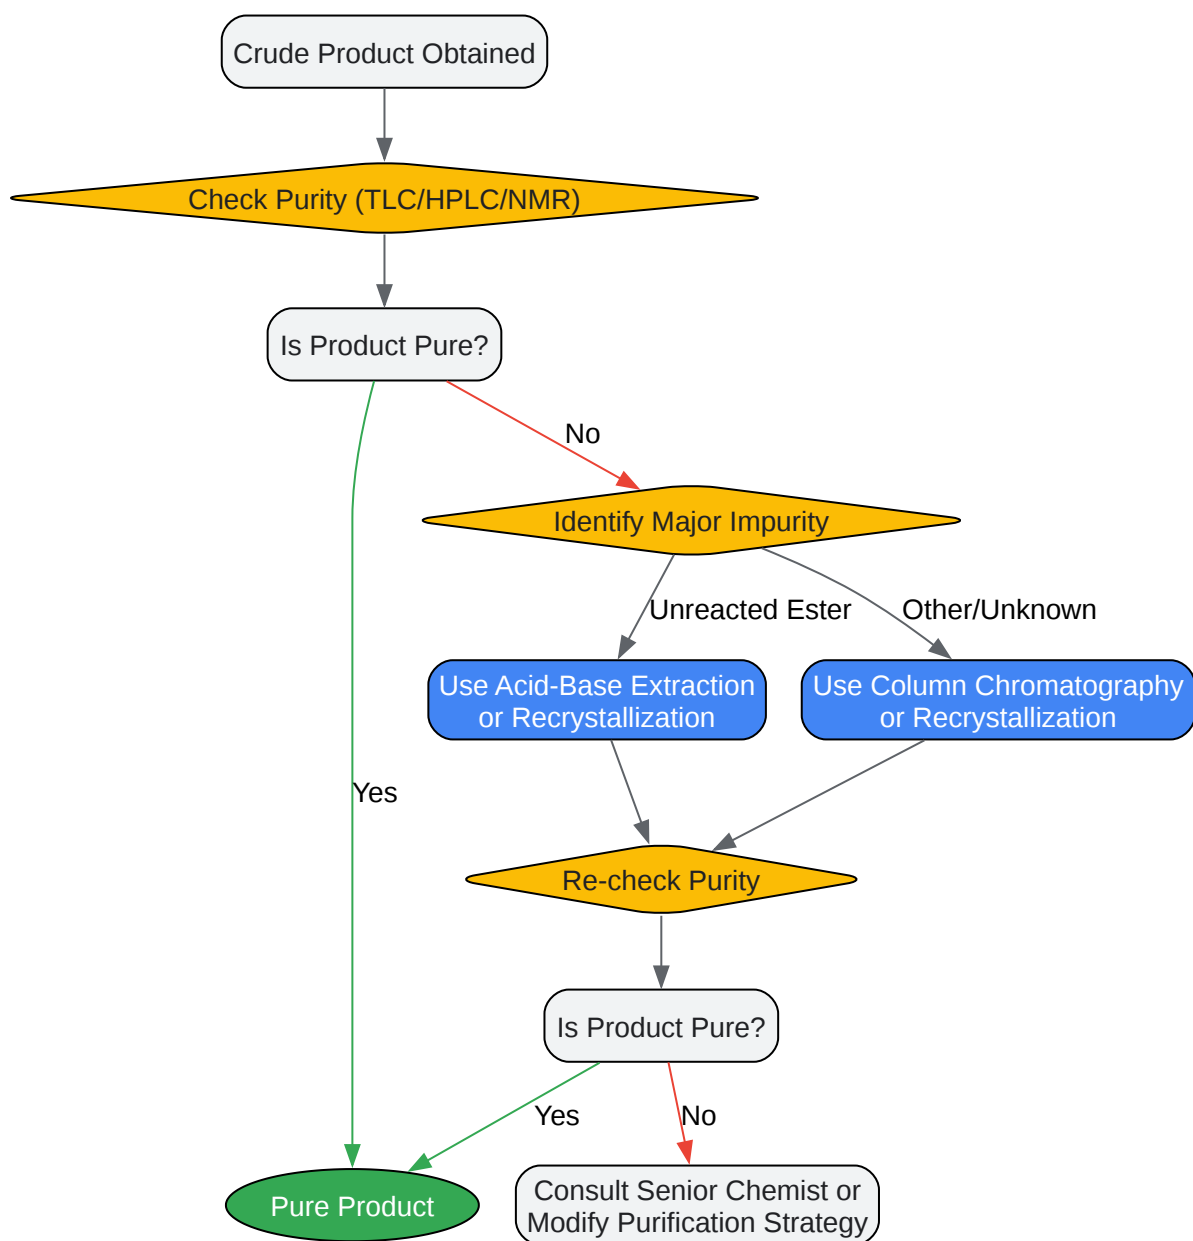 Crude Product Obtained
Check Purity (TLC/HPLC/NMR)
Is Product Pure?
No
Identify Major Impurity
Unreacted Ester
Other/Unknown
Use Acid-Base Extraction
or Recrystallization
Use Column Chromatography
or Recrystallization
Yes
Re-check Purity
Is Product Pure?
Yes
No
Pure Product
Consult Senior Chemist or
Modify Purification Strategy